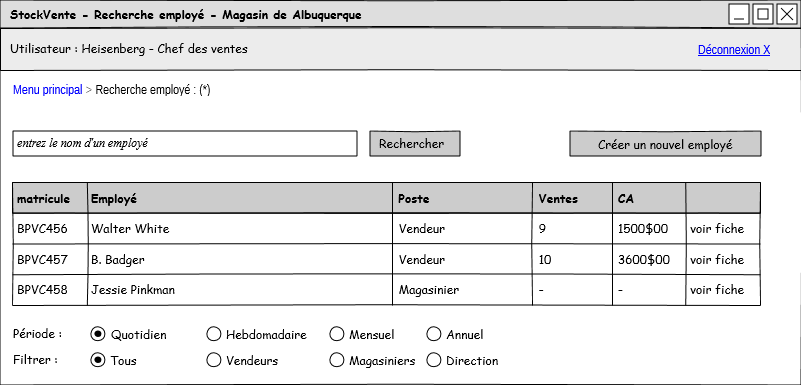 StockVente - Recherche employé - Magasin de Albuquerque
Utilisateur : Heisenberg - Chef des ventes
Déconnexion X
Menu principal > Recherche employé : (*)
entrez le nom d'un employé
Rechercher
Créer un nouvel employé
matricule Employé Poste Ventes CA
BPVC456 Walter White Vendeur 9 1500$00 voir fiche
BPVC457 B. Badger Vendeur 10 3600$00 voir fiche
BPVC458 Jessie Pinkman Magasinier - - voir fiche
Période : Quotidien Hebdomadaire Mensuel Annuel
Filtrer : Tous Vendeurs Magasiniers Direction